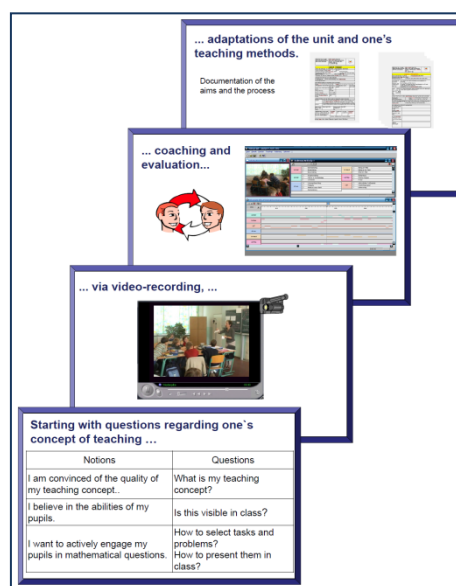 ... adaptations of the unit and one's
teaching methods.
Documentation of the
aims and the process
... coaching and
evaluation...
... via video-recording, ...
Starting with questions regarding one`s
concept of teaching ...
Notions
Questions
I am convinced of the quality of
my teaching concept..
What is my teaching
concept?
I believe in the abilities of my
pupils.
Is this visible in class?
I want to actively engage my
pupils in mathematical questions.
How to select tasks and
problems?
How to present them in
class?